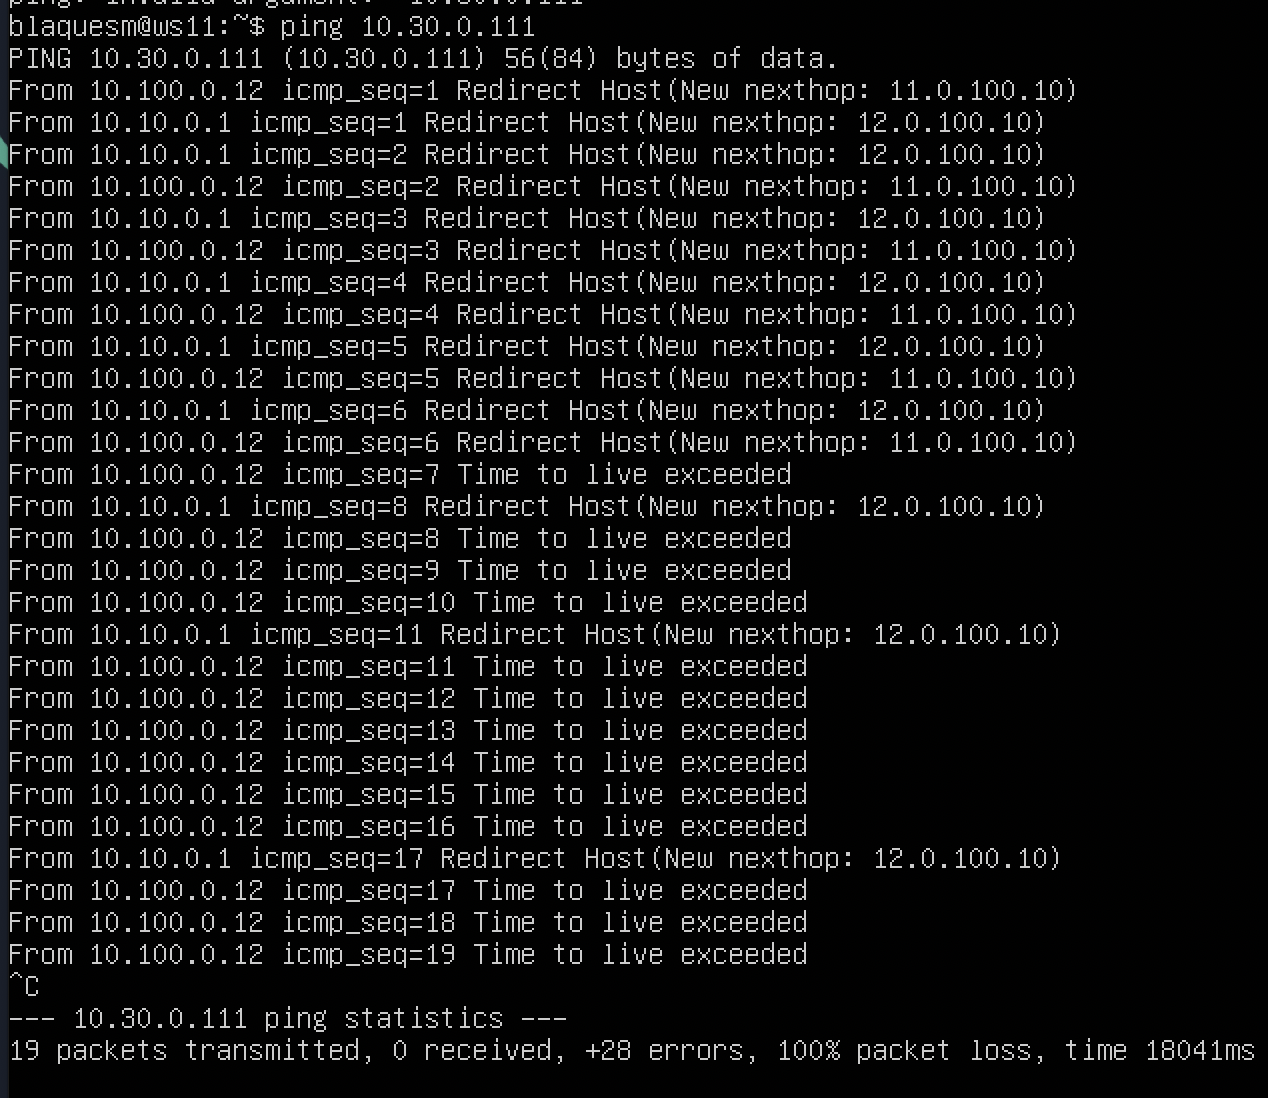 blaquesm@ws11:~$ ping 10.30.0.111
PING 10.30.0.111 (10.30.0.111) 56(84) bytes of data.
From 10.100.0.12 icmp_seq=1 Redirect Host(New nexthop: 11.0.100.10)
From 10.10.0.1 icmp_seq=1 Redirect Host(New nexthop: 12.0.100.10)
From 10.10.0.1 icmp_seq=2 Redirect Host(New nexthop: 12.0.100.10)
From 10.100.0.12 icmp_seq=2 Redirect Host(New nexthop: 11.0.100.10)
From 10.10.0.1 icmp_seq=3 Redirect Host(New nexthop: 12.0.100.10)
From 10.100.0.12 icmp_seq=3 Redirect Host(New nexthop: 11.0.100.10)
From 10.10.0.1 icmp_seq=4 Redirect Host(New nexthop: 12.0.100.10)
From 10.100.0.12 icmp_seq=4 Redirect Host(New nexthop: 11.0.100.10)
From 10.10.0.1 icmp_seq=5 Redirect Host(New nexthop: 12.0.100.10)
From 10.100.0.12 icmp_seq=5 Redirect Host(New nexthop: 11.0.100.10)
From 10.10.0.1 icmp_seq=6 Redirect Host(New nexthop: 12.0.100.10)
From 10.100.0.12 icmp_seq=6 Redirect Host(New nexthop: 11.0.100.10)
From 10.100.0.12 icmp_seq=7 Time to live exceeded
From 10.10.0.1 icmp_seq=8 Redirect Host(New nexthop: 12.0.100.10)
From 10.100.0.12 icmp_seq=8 Time to live exceeded
From 10.100.0.12 icmp_seq=9 Time to live exceeded
From 10.100.0.12 icmp_seq=10 Time to live exceeded
From 10.10.0.1 icmp_seq=11 Redirect Host(New nexthop: 12.0.100.10)
From 10.100.0.12 icmp_seq=11 Time to live exceeded
From 10.100.0.12 icmp_seq=12 Time to live exceeded
From 10.100.0.12 icmp_seq=13 Time to live exceeded
From 10.100.0.12 icmp_seq=14 Time to live exceeded
From 10.100.0.12 icmp_seq=15 Time to live exceeded
From 10.100.0.12 icmp_seq=16 Time to live exceeded
From 10.10.0.1 icmp_seq=17 Redirect Host(New nexthop: 12.0.100.10)
From 10.100.0.12 icmp_seq=17 Time to live exceeded
From 10.100.0.12 icmp_seq=18 Time to live exceeded
From 10.100.0.12 icmp_seq=19 Time to live exceeded
^C
--- 10.30.0.111 ping statistics ---
19 packets transmitted, 0 received, +28 errors, 100% packet loss, time 18041ms